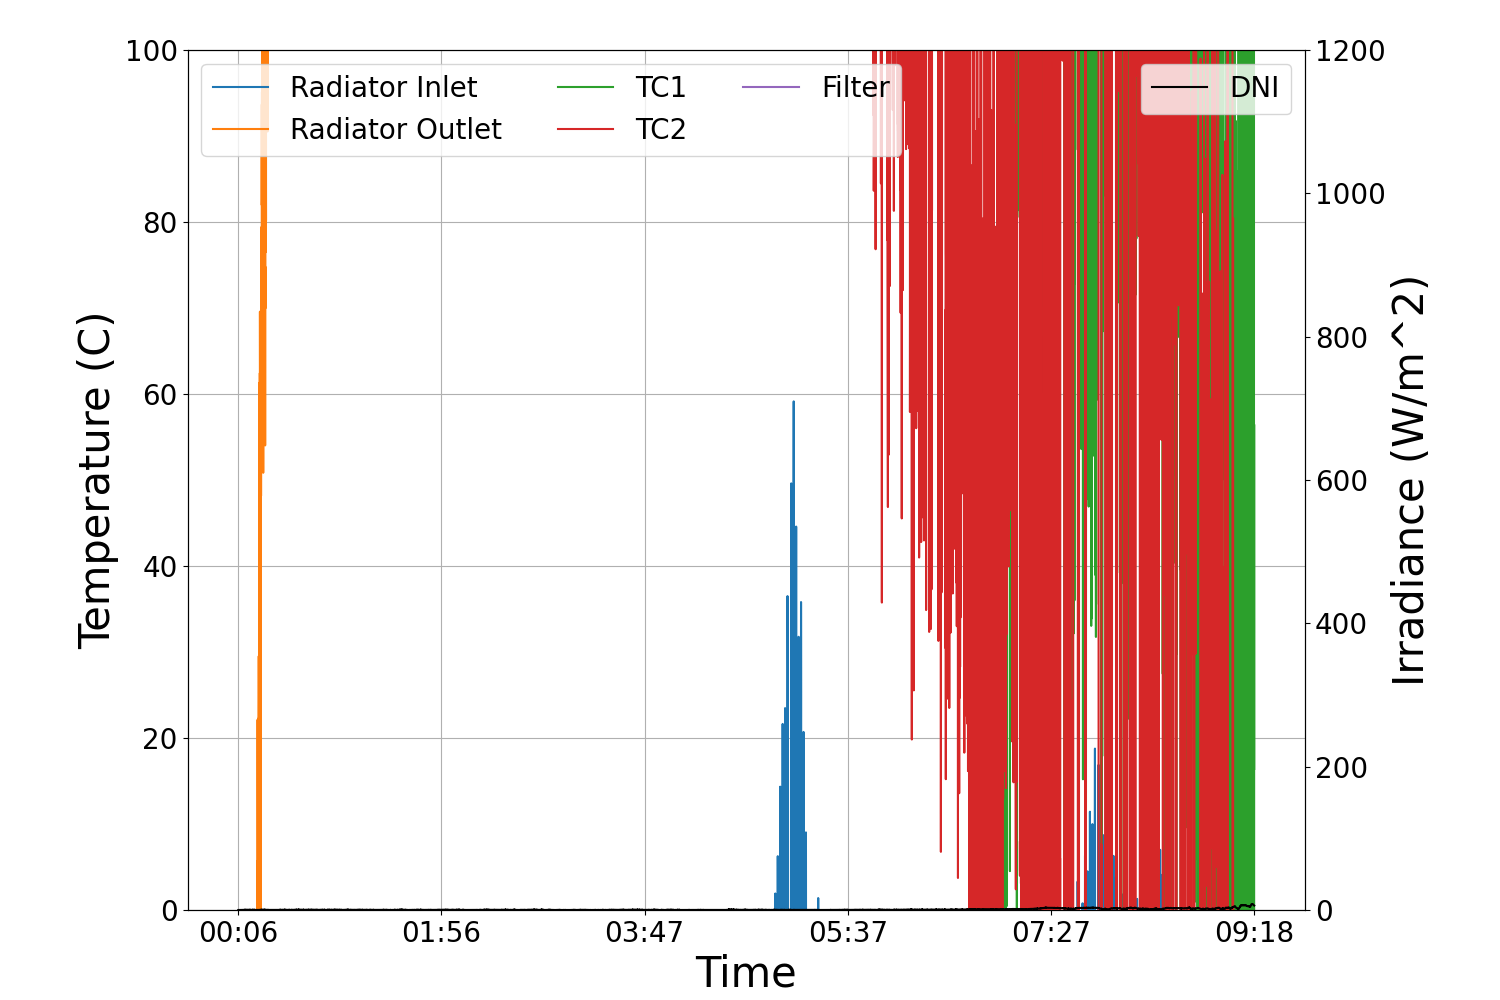 100
80
60
40
20
0
Temperature (C)
Radiator Inlet
Radiator Outlet
TC1
TC2
Filter
DNI
1200
1000
800
600
400
200
0
Irradiance (W/m^2)
00:06 01:56 03:47 05:37 07:27 09:18
Time